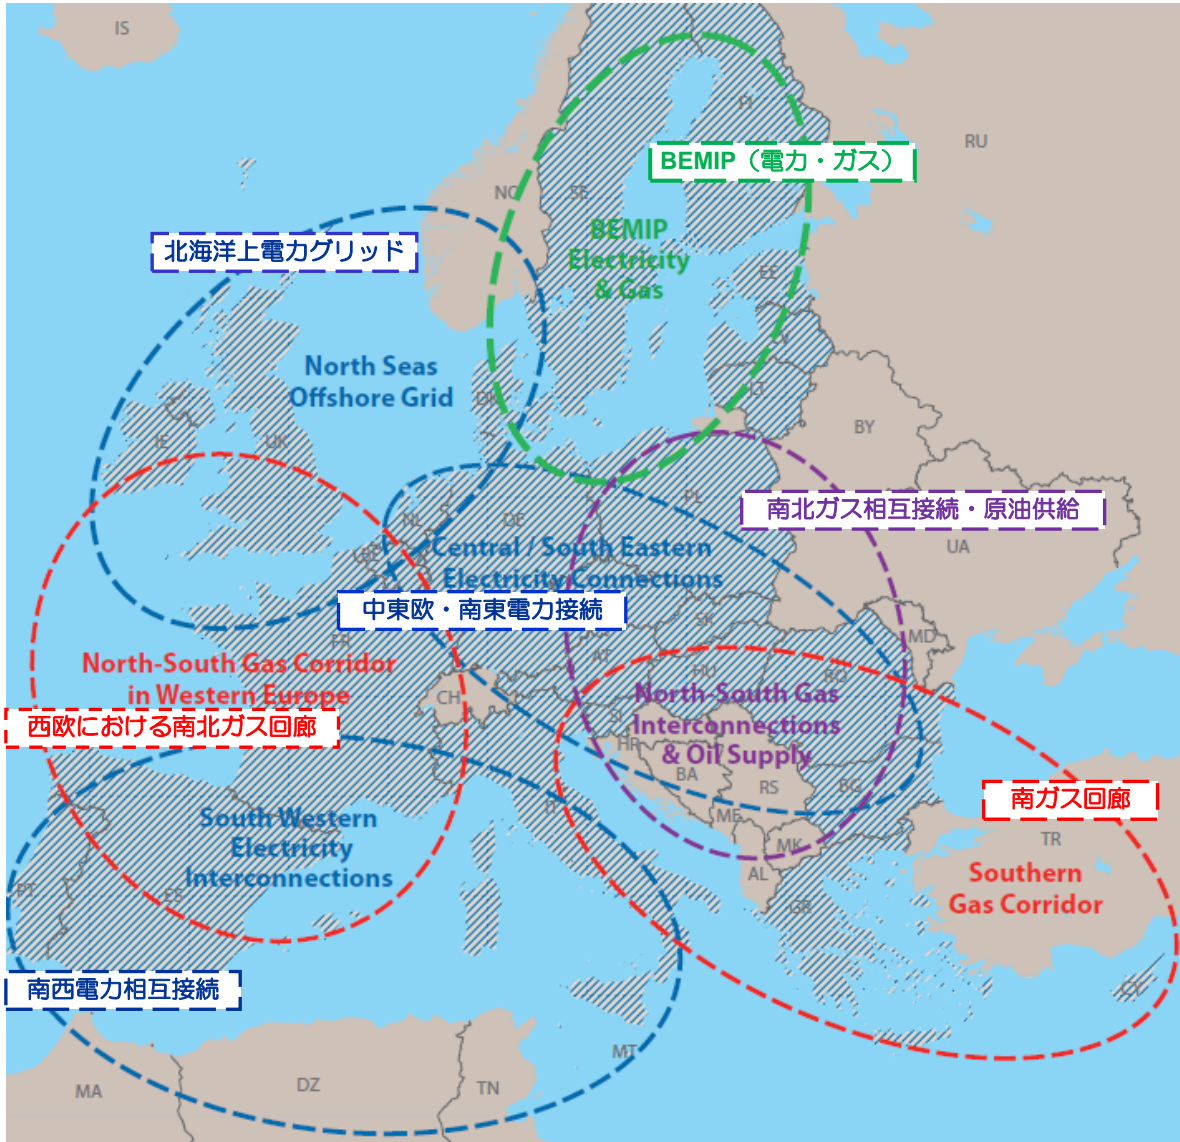 IS
RU
FI
BEMIP（電力・ガス）
NO
SE
BEMIP
Electricity
& Gas
北海洋上電力グリッド
EE
LV
North Seas
Offshore Grid
DK
LT
BY
IE
UK
PL
南北ガス相互接続・原油供給
NL
DE
UA
BE
Central / South Eastern
Electricity Connections
中東欧・南東電力接続
SK
MD
FR
AT
HU
RO
North-South Gas Corridor
in Western Europe
CH
North-South Gas
Interconnections
& Oil Supply
SI
西欧における南北ガス回廊
HR
BA
RS
BG
南ガス回廊
IT
ME
South Western
Electricity
Interconnections
MK
TR
AL
Southern
Gas Corridor
PT
ES
GR
南西電力相互接続
CY
MT
MA
DZ
TN